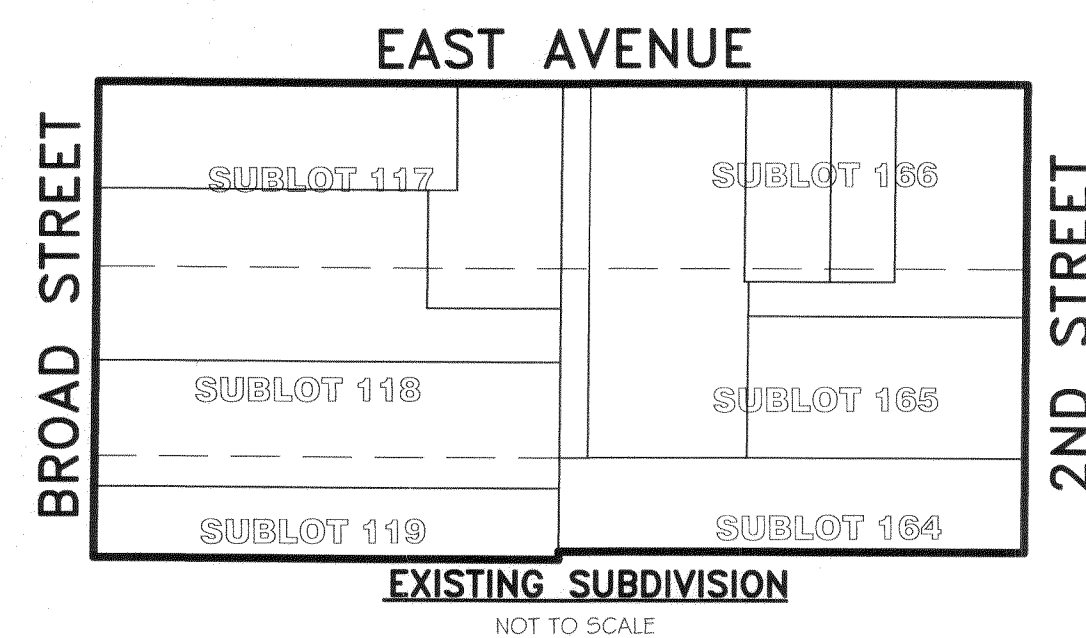 EAST AVENUE
BROAD STREET
2ND STREET
SUBLOT 117
SUBLOT 166
SUBLOT 118
SUBLOT 165
SUBLOT 119
SUBLOT 164
EXISTING SUBDIVISION
NOT TO SCALE